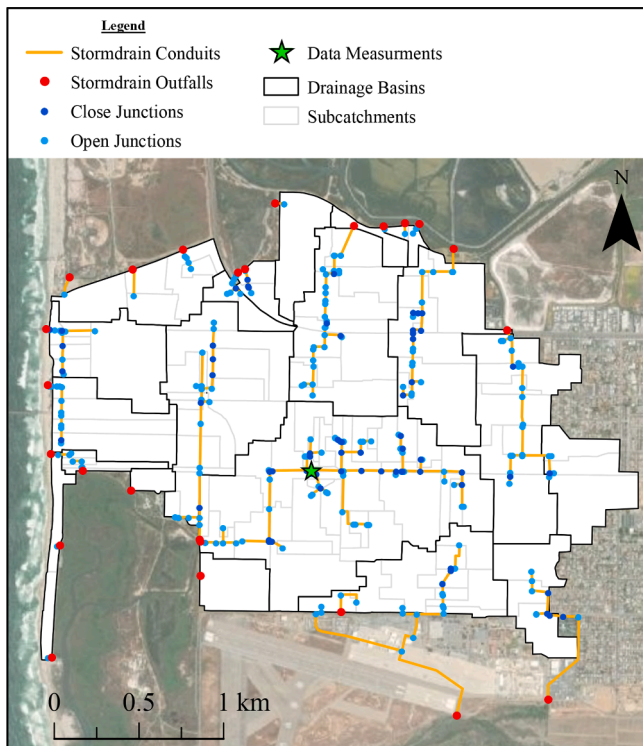 Legend
Stormdrain Conduits
Stormdrain Outfalls
Close Junctions
Open Junctions
Data Measurments
Drainage Basins
Subcatchments
N
0 0.5 1 km